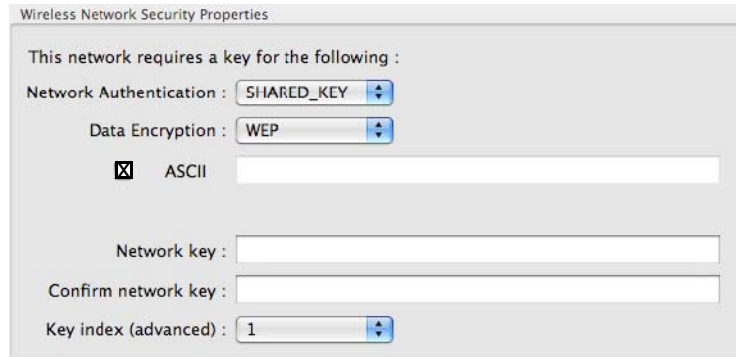 Wireless Network Security Properties
This network requires a key for the following :
Network Authentication : SHARED_KEY
Data Encryption : WEP
ASCII
Network key :
Confirm network key :
Key index (advanced) : 1